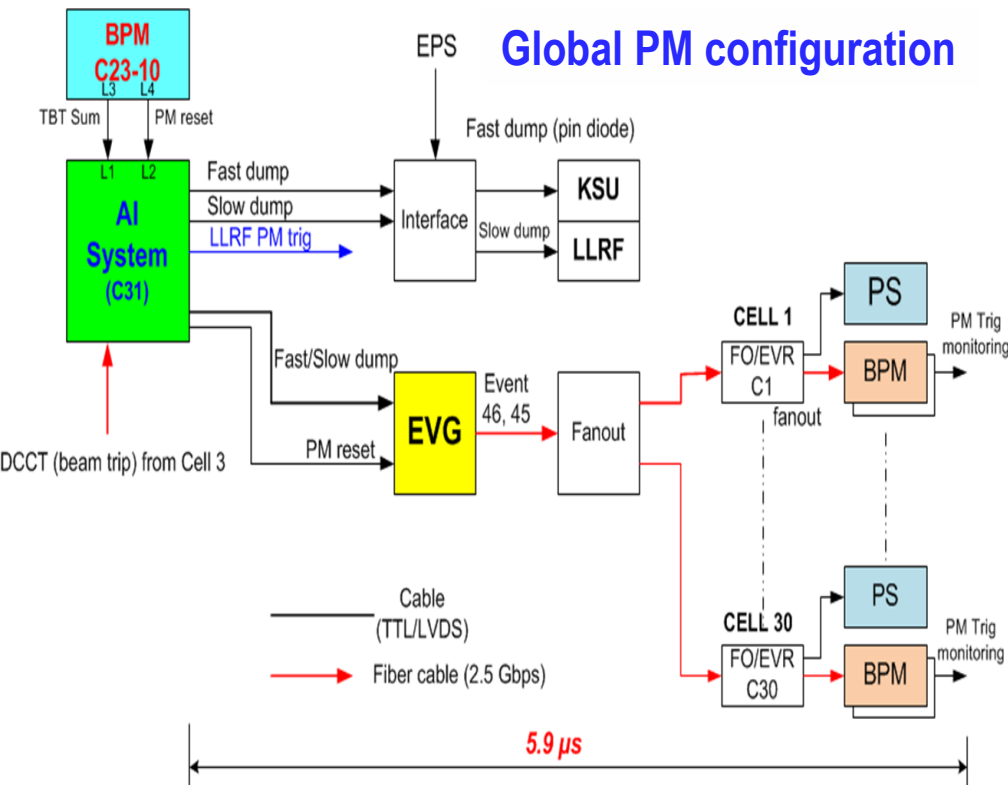 Global PM configuration
BPM
C23-10
L3 L4
TBT Sum
PM reset
L1 L2
AI
System
(C31)
EPS
Fast dump (pin diode)
Fast dump
Slow dump
LLRF PM trig
Interface
Slow dump
KSU
LLRF
Fast/Slow dump
PM reset
DCCT (beam trip) from Cell 3
EVG
Event
46, 45
Fanout
CELL 1
FO/EVR
C1
fanout
PS
BPM
PM Trig
monitoring
CELL 30
FO/EVR
C30
PS
BPM
PM Trig
monitoring
Cable
(TTL/LVDS)
Fiber cable (2.5 Gbps)
5.9 µs